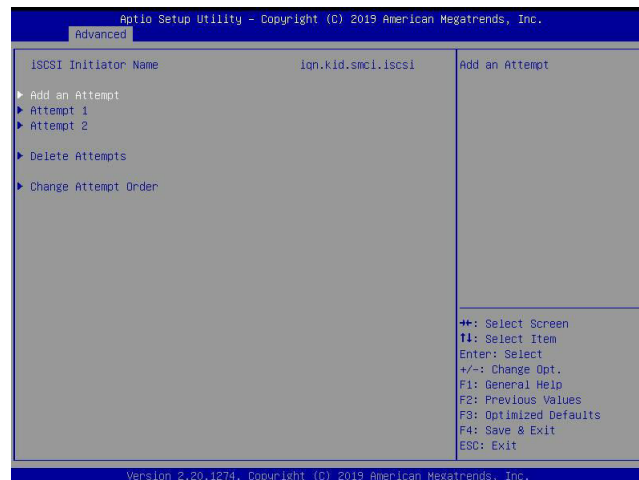 Aptio Setup Utility – Copyright (C) 2019 American Megatrends, Inc.
Advanced
iSCSI Initiator Name iqn.kid.smci.iscsi
Add an Attempt
Attempt 1
Attempt 2
Delete Attempts
Change Attempt Order
Add an Attempt
→←: Select Screen
↑↓: Select Item
Enter: Select
+/-: Change Opt.
F1: General Help
F2: Previous Values
F3: Optimized Defaults
F4: Save & Exit
ESC: Exit
Version 2.20.1274. Copyright (C) 2019 American Megatrends, Inc.